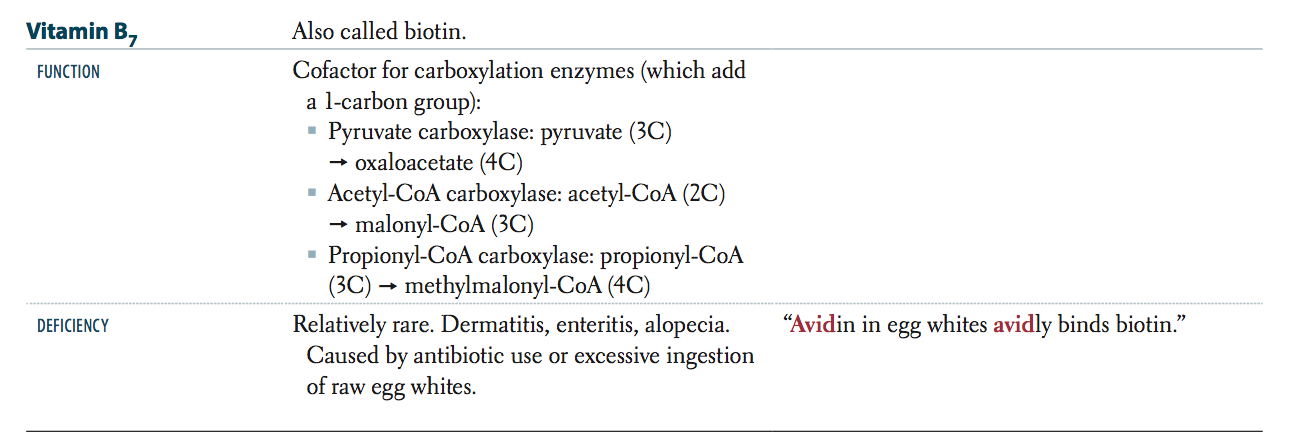 Vitamin B7 Also called biotin.
FUNCTION Cofactor for carboxylation enzymes (which add
a 1-carbon group):
▪ Pyruvate carboxylase: pyruvate (3C)
→ oxaloacetate (4C)
▪ Acetyl-CoA carboxylase: acetyl-CoA (2C)
→ malonyl-CoA (3C)
▪ Propionyl-CoA carboxylase: propionyl-CoA
(3C) → methylmalonyl-CoA (4C)
DEFICIENCY Relatively rare. Dermatitis, enteritis, alopecia. “Avidin in egg whites avidly binds biotin.”
Caused by antibiotic use or excessive ingestion
of raw egg whites.